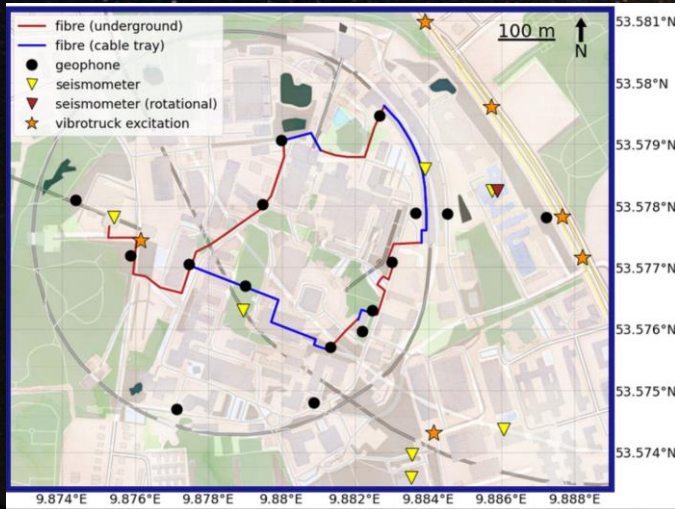 fibre (underground)
fibre (cable tray)
geophone
seismometer
seismometer (rotational)
vibrotruck excitation
100 m
N
53.581°N
53.58°N
53.579°N
53.578°N
53.577°N
53.576°N
53.575°N
53.574°N
9.874°E 9.876°E 9.878°E 9.88°E 9.882°E 9.884°E 9.886°E 9.888°E